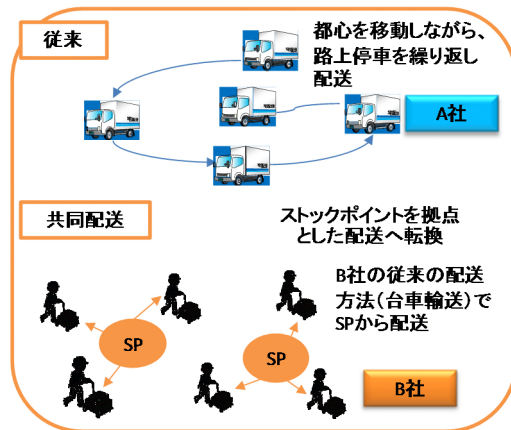 従来
都心を移動しながら、
路上停車を繰り返し
配送
A社
共同配送
ストックポイントを拠点
とした配送へ転換
B社の従来の配送
方法(台車輸送)で
SPから配送
SP
SP
B社